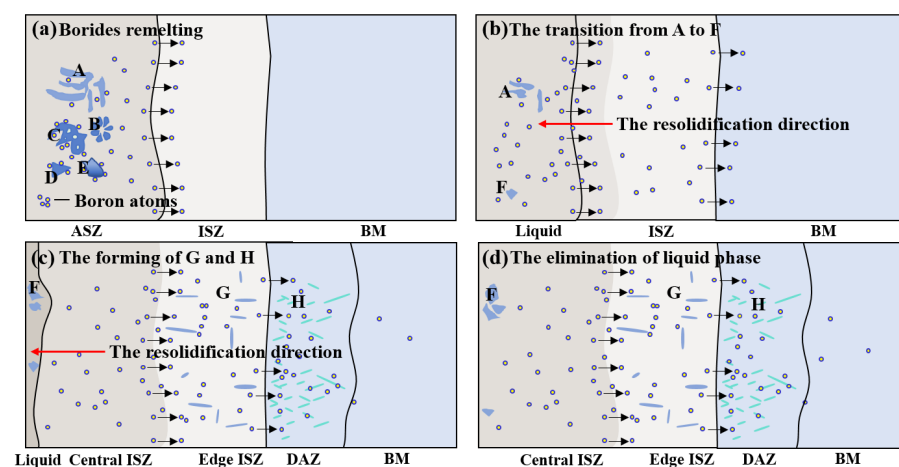 (a) Borides remelting
A
B
C
D
E
Boron atoms
ASZ ISZ BM
(b) The transition from A to F
A
The resolidification direction
F
Liquid ISZ BM
(c) The forming of G and H
F
G
H
The resolidification direction
Liquid Central ISZ Edge ISZ DAZ BM
(d) The elimination of liquid phase
F
G
H
Central ISZ Edge ISZ DAZ BM